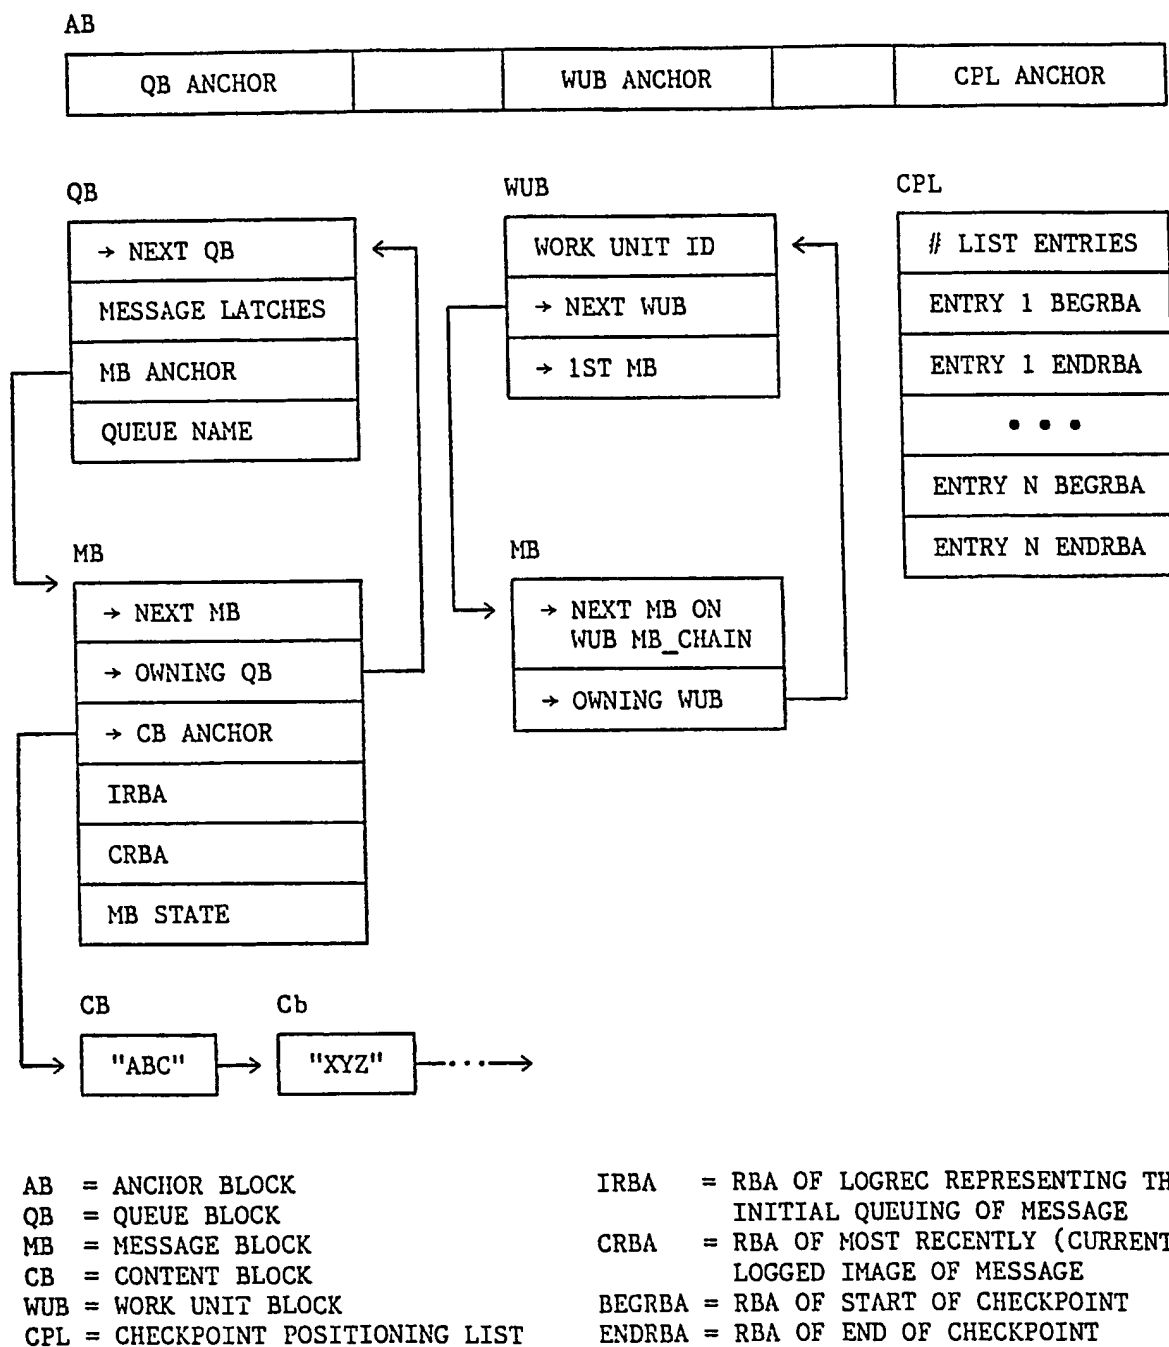 AB
QB ANCHOR WUB ANCHOR CPL ANCHOR
QB
→ NEXT QB
MESSAGE LATCHES
MB ANCHOR
QUEUE NAME
WUB
WORK UNIT ID
→ NEXT WUB
→ 1ST MB
CPL
# LIST ENTRIES
ENTRY 1 BEGRBA
ENTRY 1 ENDRBA
• • •
ENTRY N BEGRBA
ENTRY N ENDRBA
MB
→ NEXT MB
→ OWNING QB
→ CB ANCHOR
IRBA
CRBA
MB STATE
MB
→ NEXT MB ON
WUB MB_CHAIN
→ OWNING WUB
CB
"ABC"
Cb
"XYZ"
AB = ANCHOR BLOCK
QB = QUEUE BLOCK
MB = MESSAGE BLOCK
CB = CONTENT BLOCK
WUB = WORK UNIT BLOCK
CPL = CHECKPOINT POSITIONING LIST
IRBA = RBA OF LOGREC REPRESENTING TH
INITIAL QUEUING OF MESSAGE
CRBA = RBA OF MOST RECENTLY (CURRENT
LOGGED IMAGE OF MESSAGE
BEGRBA = RBA OF START OF CHECKPOINT
ENDRBA = RBA OF END OF CHECKPOINT